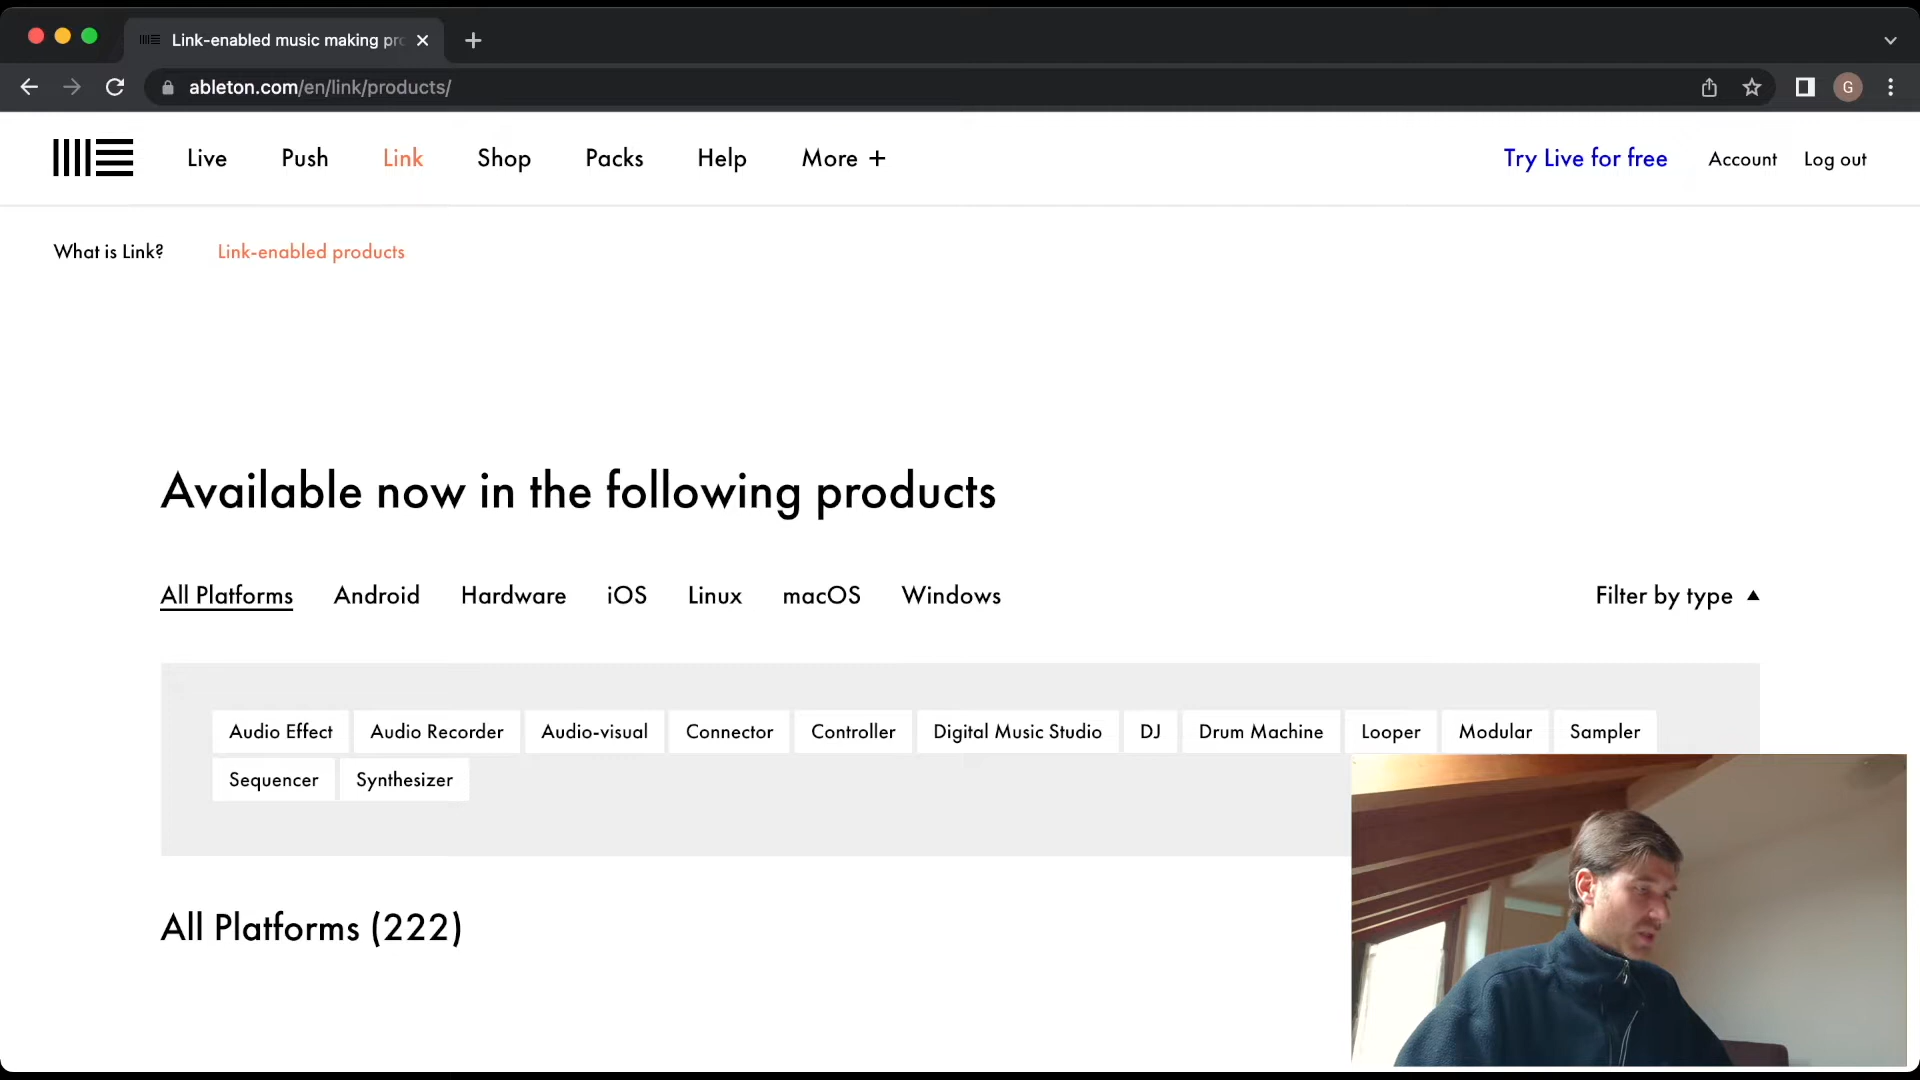 Link-enabled music making pro
ableton.com/en/link/products/
G
Live Push Link Shop Packs Help More + Try Live for free Account Log out
What is Link? Link-enabled products
Available now in the following products
All Platforms Android Hardware iOS Linux macOS Windows Filter by type ▲
Audio Effect Audio Recorder Audio-visual Connector Controller Digital Music Studio DJ Drum Machine Looper Modular Sampler
Sequencer Synthesizer
All Platforms (222)